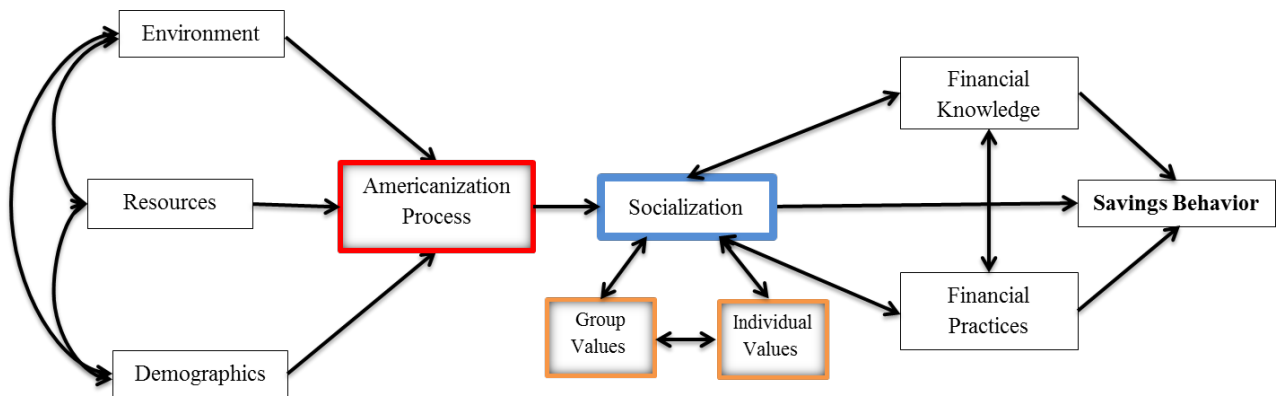 Environment
Resources
Demographics
Americanization
Process
Socialization
Group
Values
Individual
Values
Financial
Knowledge
Financial
Practices
Savings Behavior